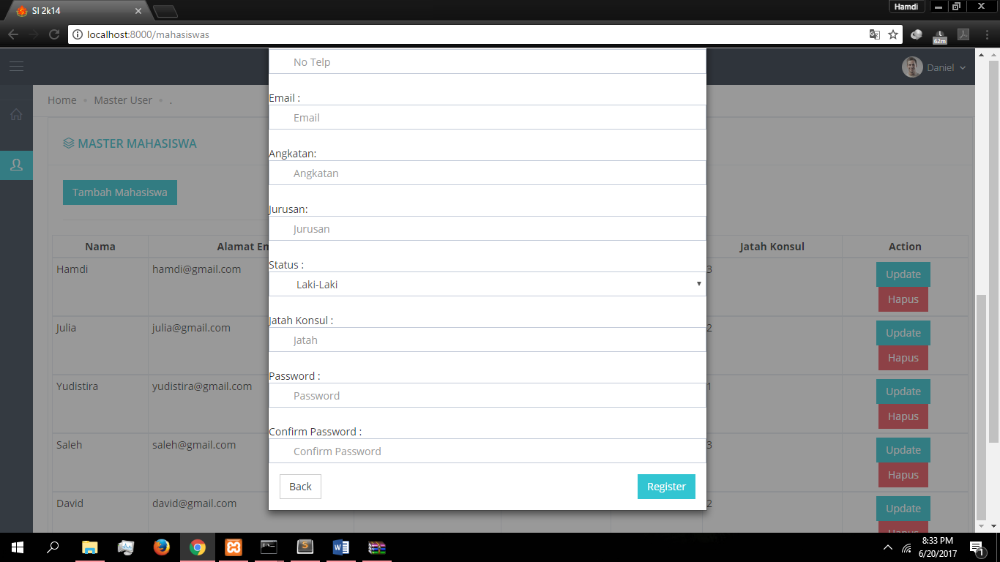 SI 2k14
Hamdi
localhost:8000/mahasiswas
62m
Daniel
Home Master User .
MASTER MAHASISWA
Tambah Mahasiswa
No Telp
Email :
Email
Angkatan:
Angkatan
Jurusan:
Jurusan
Status :
Laki-Laki
Jatah Konsul :
Jatah
Password :
Password
Confirm Password :
Confirm Password
Back Register
Nama Alamat Em Jatah Konsul Action
Hamdi hamdi@gmail.com 3 Update
Hapus
Julia julia@gmail.com 2 Update
Hapus
Yudistira yudistira@gmail.com 1 Update
Hapus
Saleh saleh@gmail.com 3 Update
Hapus
David david@gmail.com 2 Update
Hapus
8:33 PM
6/20/2017
1